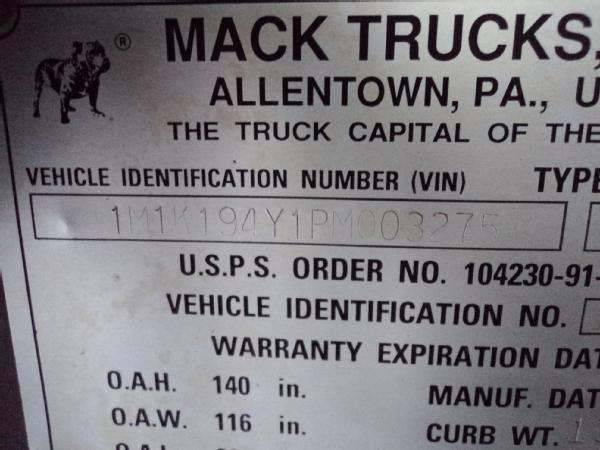 ®
MACK TRUCKS,
ALLENTOWN, PA., U
THE TRUCK CAPITAL OF THE
VEHICLE IDENTIFICATION NUMBER (VIN) TYPE
1M1K194Y1PM003275
U.S.P.S. ORDER NO. 104230-91-
VEHICLE IDENTIFICATION NO.
WARRANTY EXPIRATION DAT
O.A.H. 140 in. MANUF. DAT
O.A.W. 116 in. CURB WT.